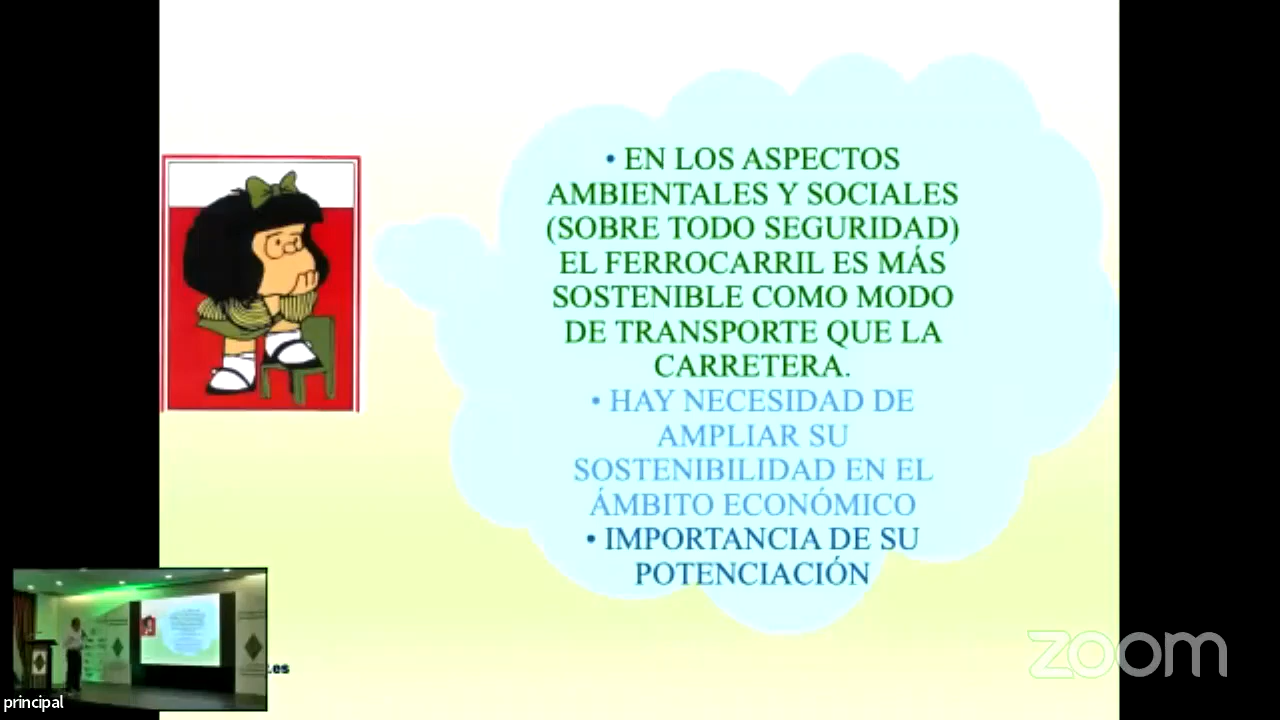 • EN LOS ASPECTOS
AMBIENTALES Y SOCIALES
(SOBRE TODO SEGURIDAD)
EL FERROCARRIL ES MÁS
SOSTENIBLE COMO MODO
DE TRANSPORTE QUE LA
CARRETERA.
• HAY NECESIDAD DE
AMPLIAR SU
SOSTENIBILIDAD EN EL
ÁMBITO ECONÓMICO
• IMPORTANCIA DE SU
POTENCIACIÓN
zoom
.es
principal